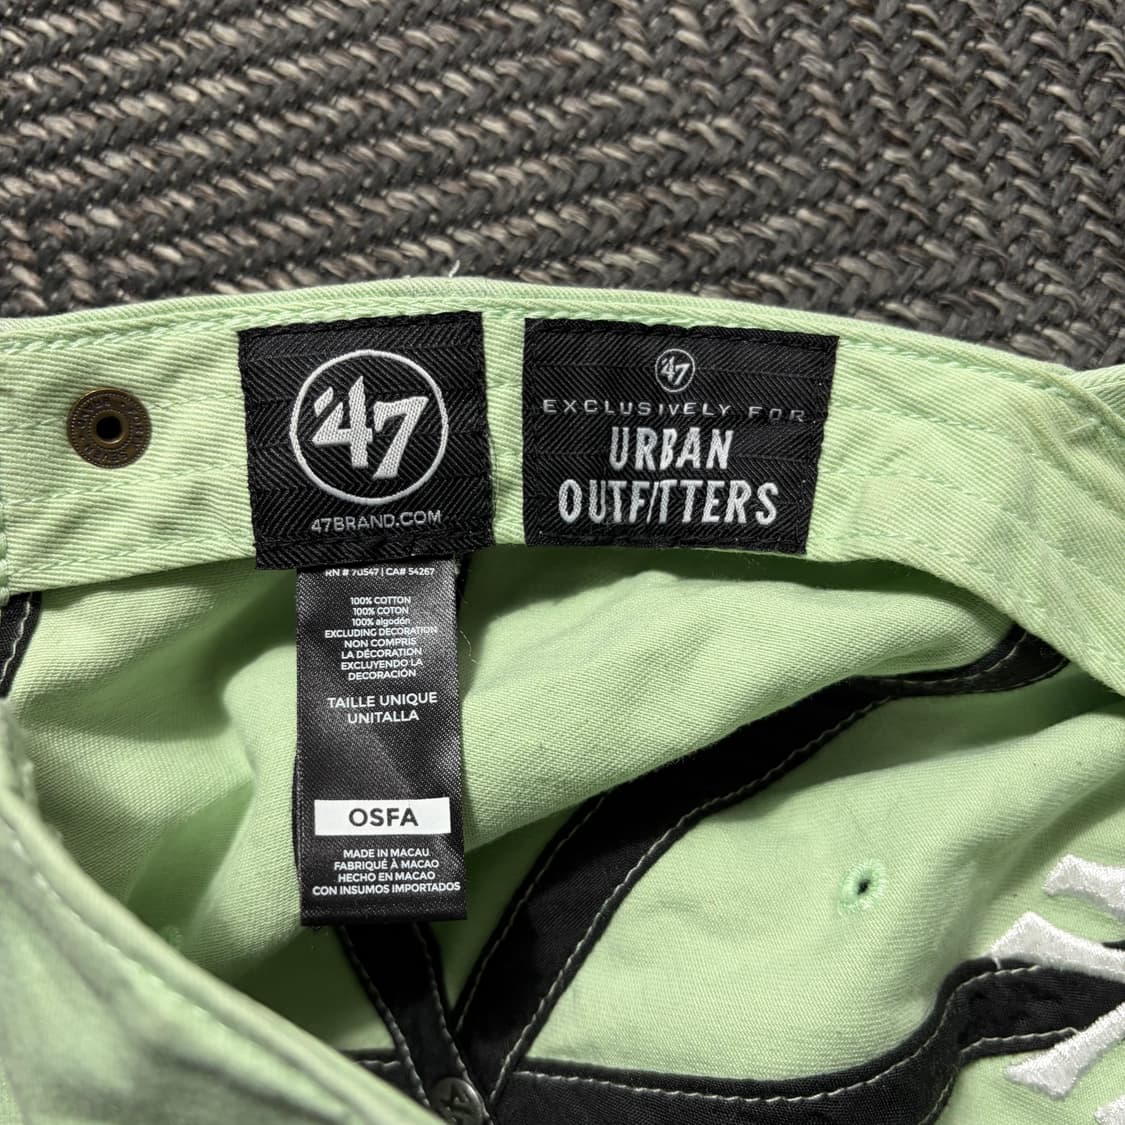 47
47BRAND.COM
47
EXCLUSIVELY FOR
URBAN
OUTFITTERS
RN # 70547 | CA# 54267
100% COTTON
100% COTON
100% algodón
EXCLUDING DECORATION
NON COMPRIS
LA DÉCORATION
EXCLUYENDO LA
DECORACIÓN
TAILLE UNIQUE
UNITALLA
OSFA
MADE IN MACAU
FABRIQUÉ À MACAO
HECHO EN MACAO
CON INSUMOS IMPORTADOS
47